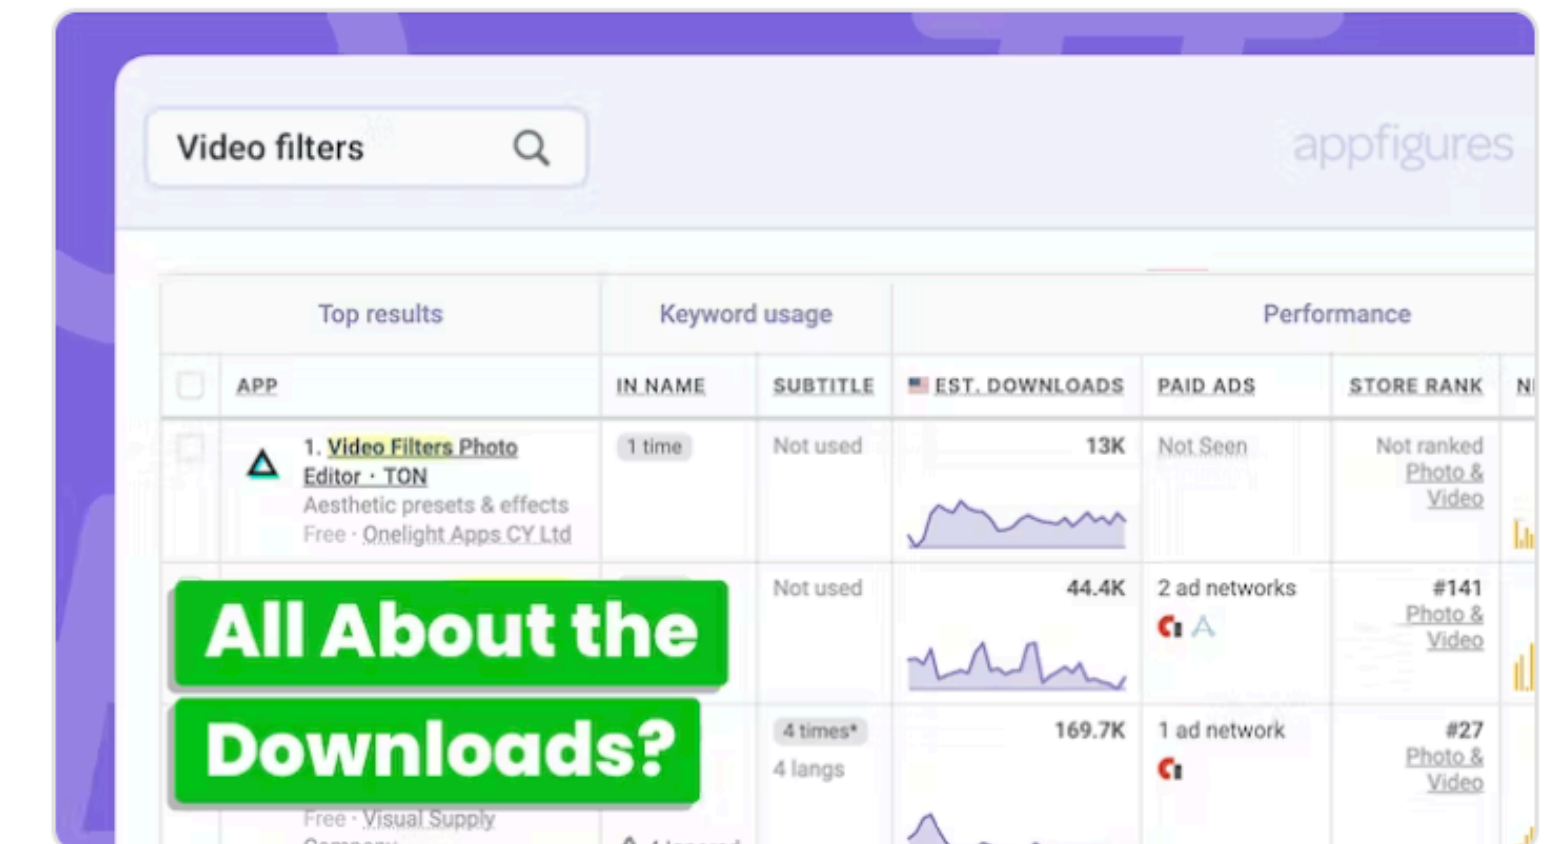 Video filters
appfigures
Top results
Keyword usage
Performance
APP
IN NAME
SUBTITLE
EST. DOWNLOADS
PAID ADS
STORE RANK
1. Video Filters Photo
Editor · TON
Aesthetic presets & effects
Free · Onelight Apps CY Ltd
1 time
Not used
13K
Not Seen
Not ranked
Photo &
Video
Not used
44.4K
2 ad networks
#141
Photo &
Video
All About the
Downloads?
4 times*
4 langs
169.7K
1 ad network
#27
Photo &
Video
Free · Visual Supply